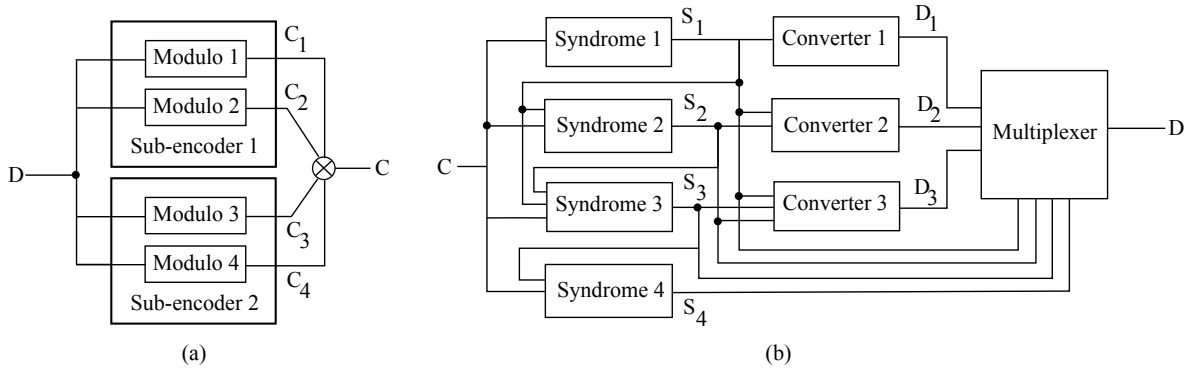 C1
Modulo 1
C2
Modulo 2
Sub-encoder 1
D
C
Modulo 3
C3
Modulo 4
C4
Sub-encoder 2
(a)
S1
Syndrome 1
Converter 1
D1
S2
Syndrome 2
Converter 2
D2
Multiplexer
D
C
S3
Syndrome 3
Converter 3
D3
Syndrome 4
S4
(b)